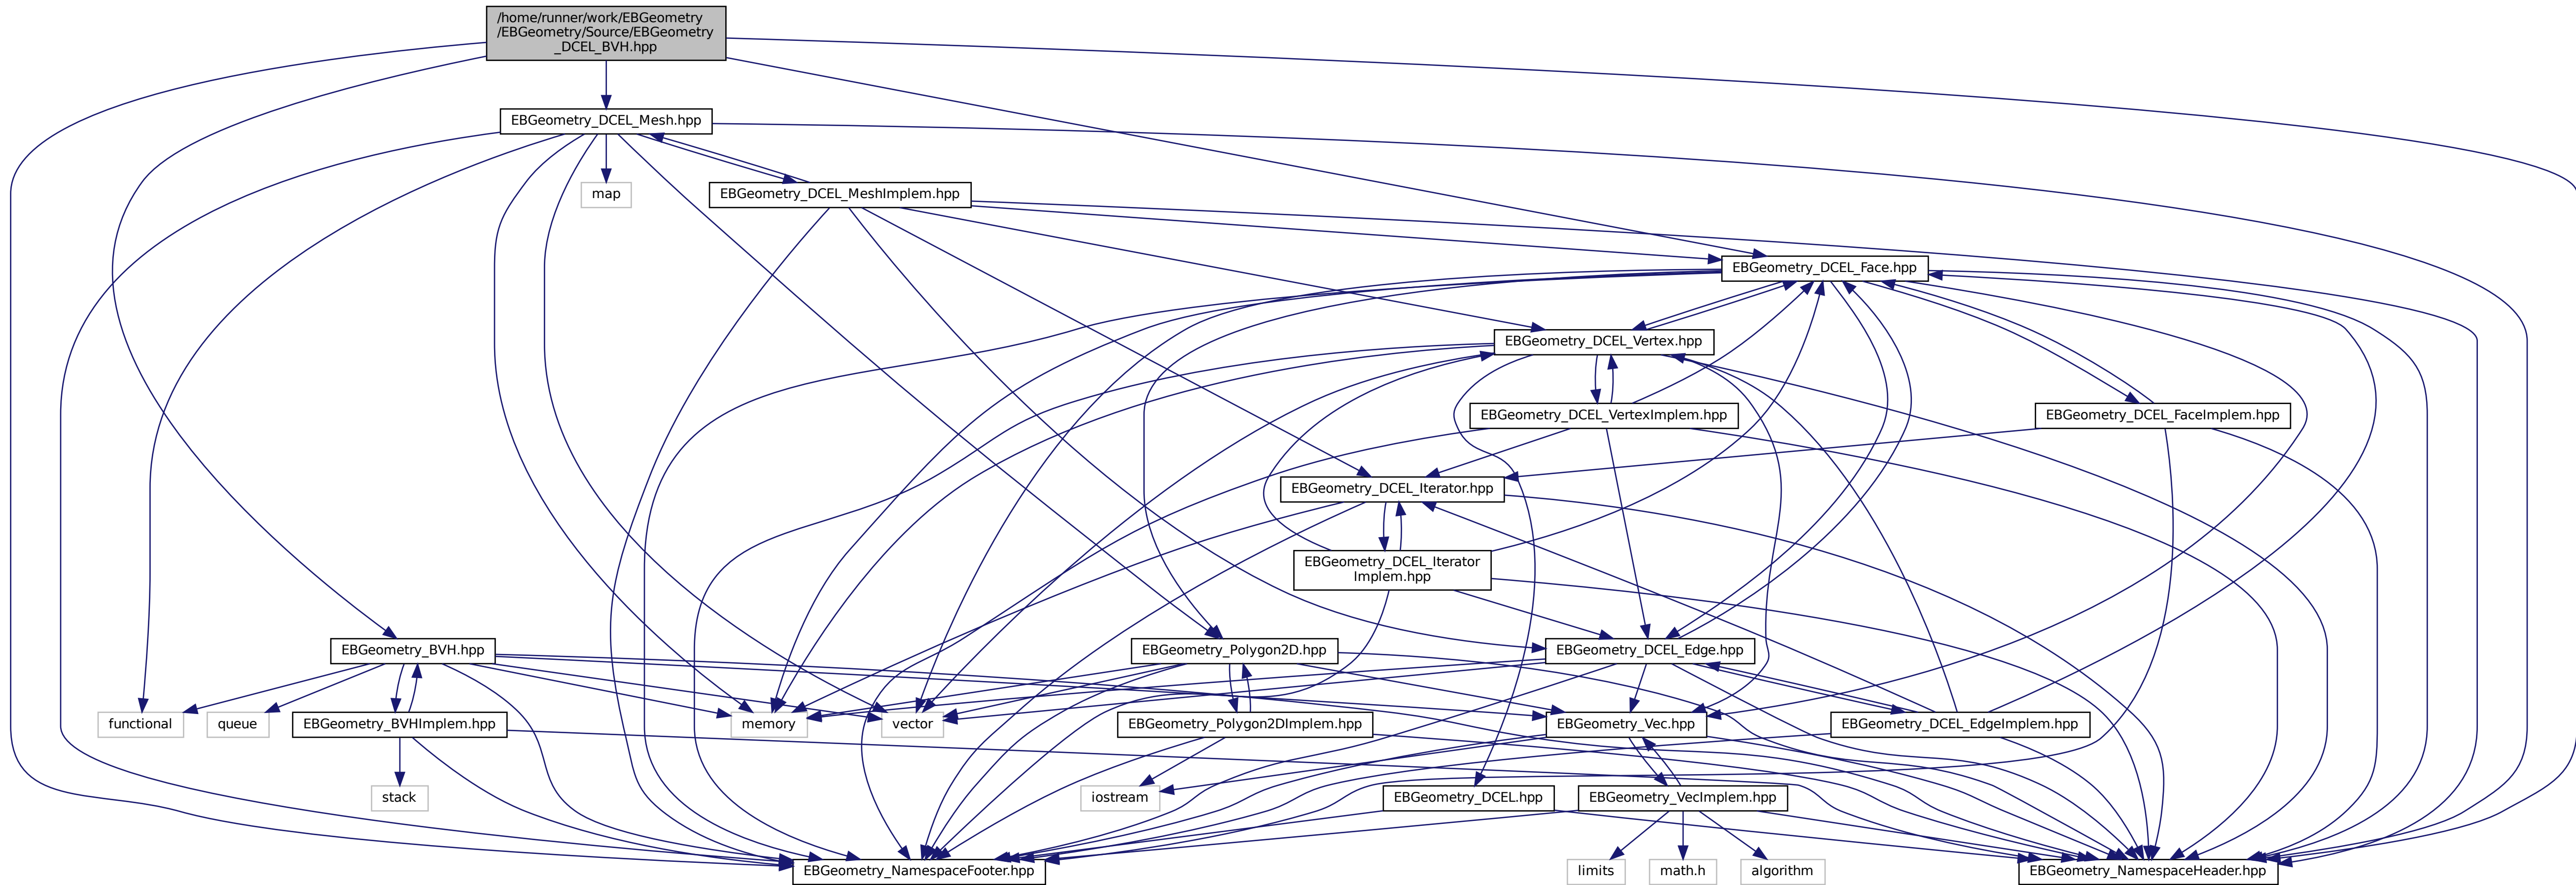 /home/runner/work/EBGeometry
/EBGeometry/Source/EBGeometry
_DCEL_BVH.hpp
EBGeometry_DCEL_Mesh.hpp
map
EBGeometry_DCEL_MeshImplem.hpp
EBGeometry_DCEL_Face.hpp
EBGeometry_DCEL_Vertex.hpp
EBGeometry_DCEL_VertexImplem.hpp
EBGeometry_DCEL_FaceImplem.hpp
EBGeometry_DCEL_Iterator.hpp
EBGeometry_DCEL_Iterator
Implem.hpp
EBGeometry_BVH.hpp
EBGeometry_Polygon2D.hpp
EBGeometry_DCEL_Edge.hpp
functional
queue
EBGeometry_BVHImplem.hpp
memory
vector
EBGeometry_Polygon2DImplem.hpp
EBGeometry_Vec.hpp
EBGeometry_DCEL_EdgeImplem.hpp
stack
iostream
EBGeometry_DCEL.hpp
EBGeometry_VecImplem.hpp
EBGeometry_NamespaceFooter.hpp
limits
math.h
algorithm
EBGeometry_NamespaceHeader.hpp